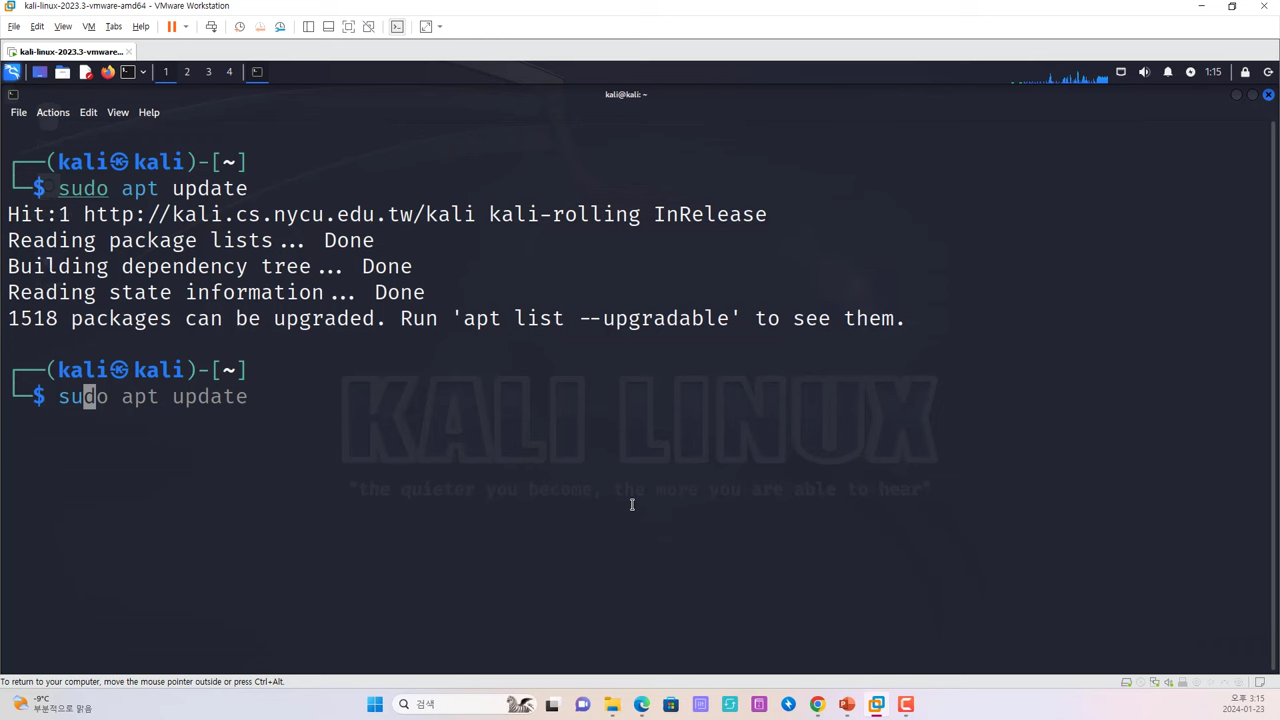 kali-linux-2023.3-vmware-amd64 - VMware Workstation
File Edit View VM Tabs Help
kali-linux-2023.3-vmware...
1 2 3 4 1:15
kali@kali: ~
File Actions Edit View Help
(kali㉿kali)-[~]
$ sudo apt update
Hit:1 http://kali.cs.nycu.edu.tw/kali kali-rolling InRelease
Reading package lists... Done
Building dependency tree... Done
Reading state information... Done
1518 packages can be upgraded. Run 'apt list --upgradable' to see them.
(kali㉿kali)-[~]
$ sudo apt update
KALI LINUX
"the quieter you become, the more you are able to hear"
To return to your computer, move the mouse pointer outside or press Ctrl+Alt.
-9°C
부분적으로 맑음
검색
오후 3:15
2024-01-23